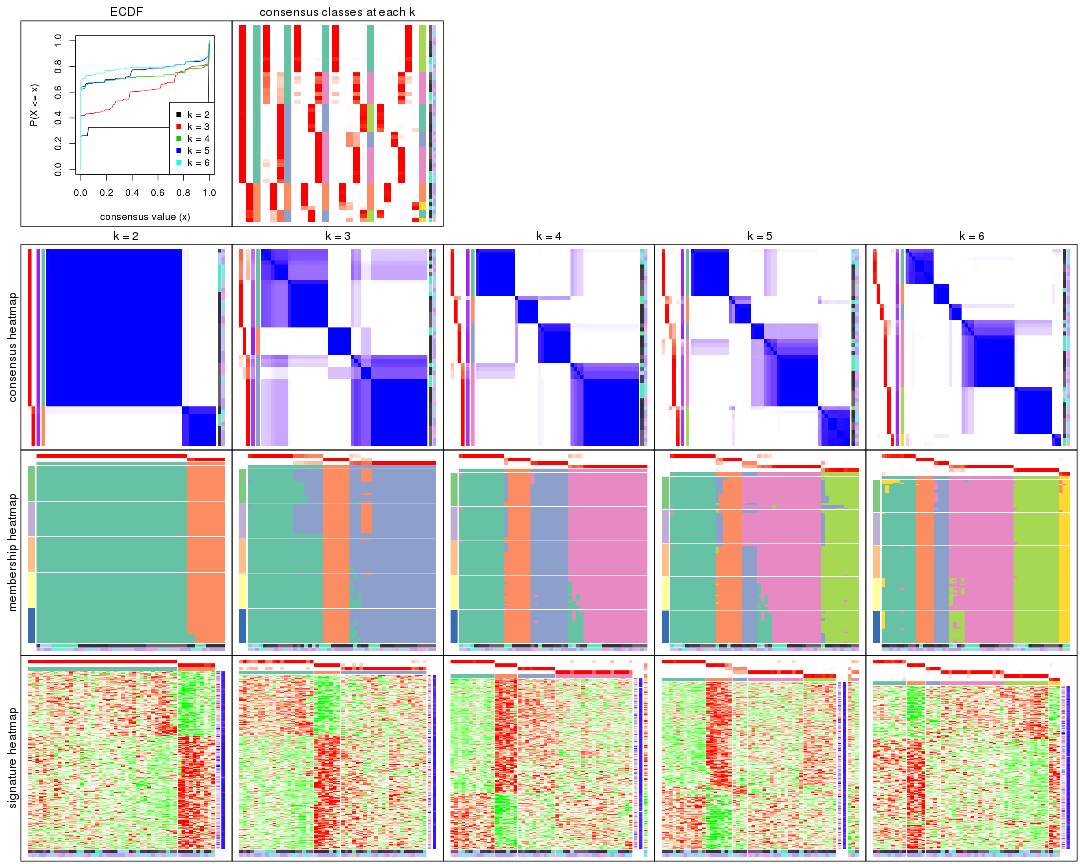 ECDF
consensus classes at each k
P(X <= x)
1.0
0.8
0.6
0.4
0.2
0.0
k = 2
k = 3
k = 4
k = 5
k = 6
0.0 0.2 0.4 0.6 0.8 1.0
consensus value (x)
k = 2
k = 3
k = 4
k = 5
k = 6
consensus heatmap
membership heatmap
signature heatmap